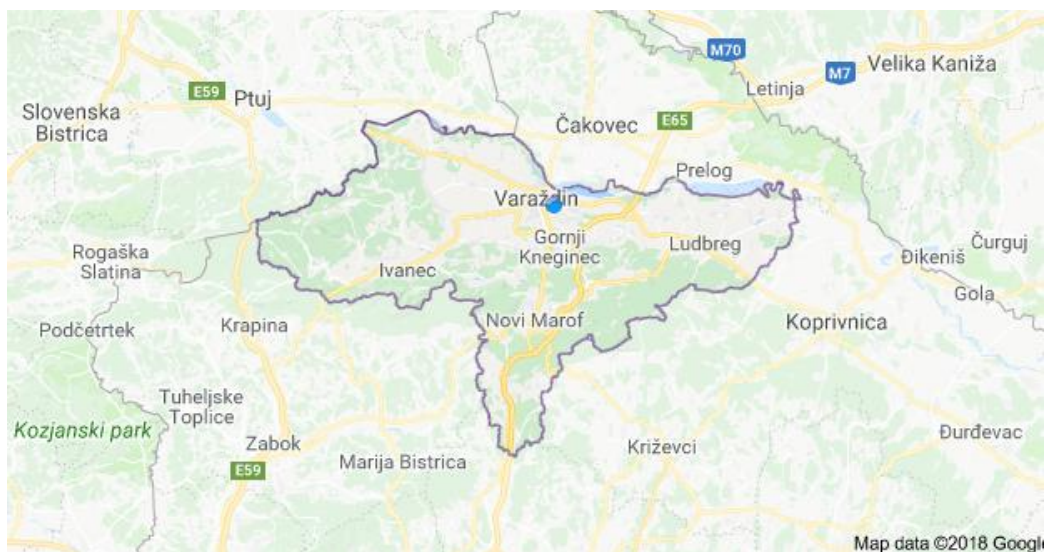 M70
Velika Kaniža
M7
E59
Ptuj
Letinja
Slovenska
Bistrica
Čakovec
E65
Prelog
Varaždin
Gornji
Kneginec
Ludbreg
Rogaška
Slatina
Ivanec
Đikeniš
Čurguj
Gola
Podčetrtek
Krapina
Novi Marof
Koprivnica
Tuheljske
Toplice
Kozjanski park
Zabok
Križevci
Đurđevac
E59
Marija Bistrica
Map data ©2018 Google